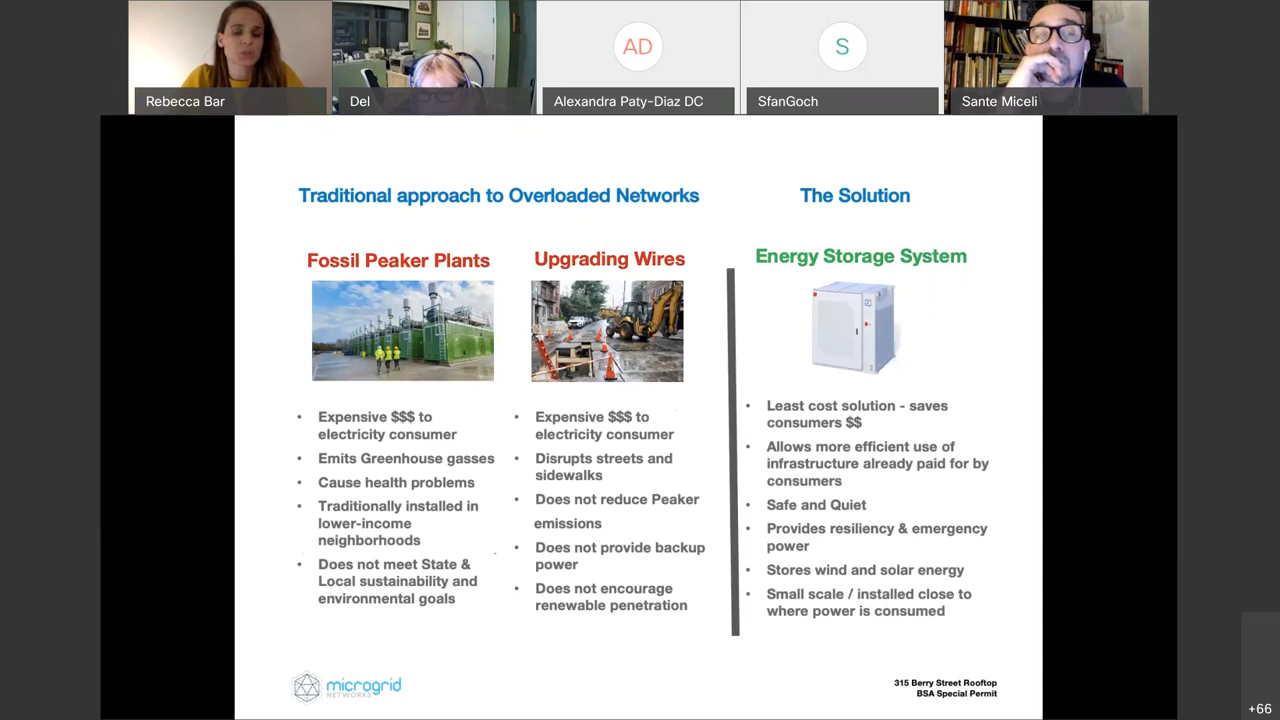 AD
S
Rebecca Bar
Del
Alexandra Paty-Diaz DC
SfanGoch
Sante Miceli
Traditional approach to Overloaded Networks
The Solution
Fossil Peaker Plants
Upgrading Wires
Energy Storage System
• Expensive $$$ to
electricity consumer
• Emits Greenhouse gasses
• Cause health problems
• Traditionally installed in
lower-income
neighborhoods
• Does not meet State &
Local sustainability and
environmental goals
• Expensive $$$ to
electricity consumer
• Disrupts streets and
sidewalks
• Does not reduce Peaker
emissions
• Does not provide backup
power
• Does not encourage
renewable penetration
• Least cost solution - saves
consumers $$
• Allows more efficient use of
infrastructure already paid for by
consumers
• Safe and Quiet
• Provides resiliency & emergency
power
• Stores wind and solar energy
• Small scale / installed close to
where power is consumed
microgrid
NETWORKS
315 Berry Street Rooftop
BSA Special Permit
+66